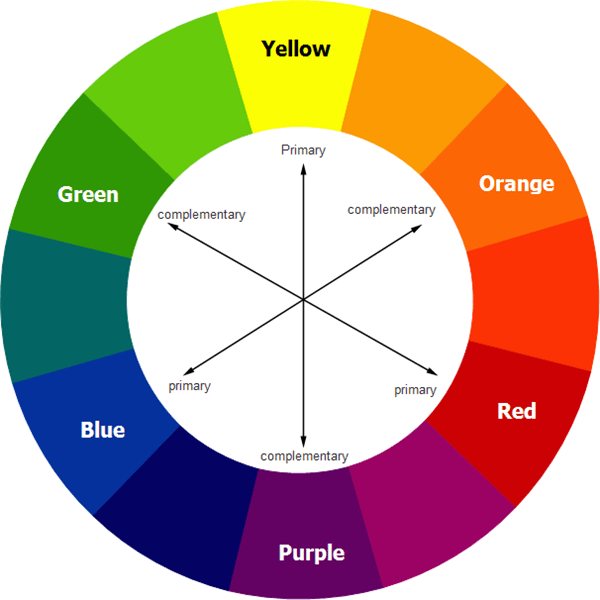 Yellow
Primary
Orange
Green
complementary
complementary
primary
primary
Red
Blue
complementary
Purple